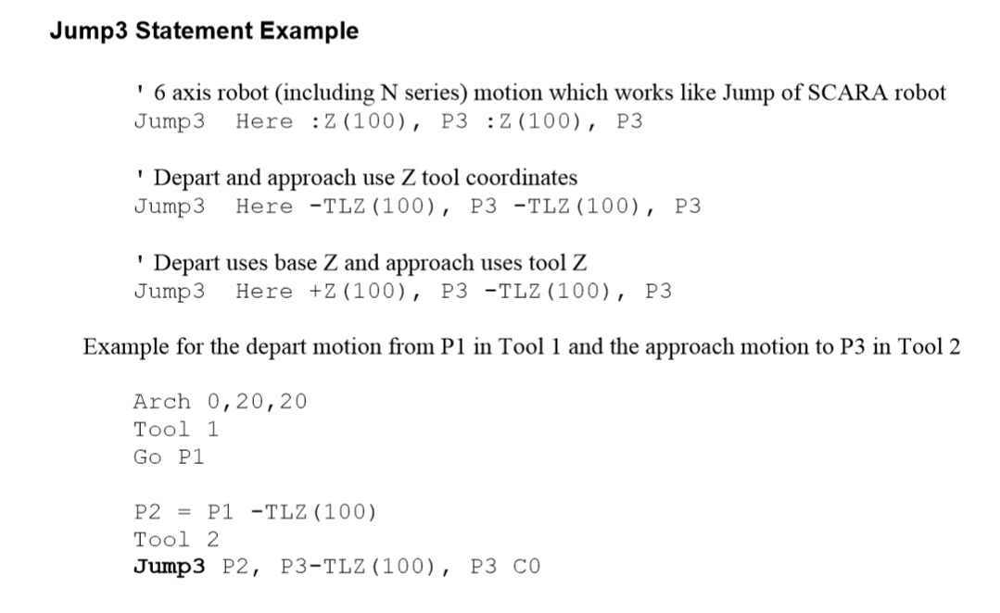 Jump3 Statement Example
' 6 axis robot (including N series) motion which works like Jump of SCARA robot
Jump3 Here :Z(100), P3 :Z(100), P3
' Depart and approach use Z tool coordinates
Jump3 Here -TLZ(100), P3 -TLZ(100), P3
' Depart uses base Z and approach uses tool Z
Jump3 Here +Z(100), P3 -TLZ(100), P3
Example for the depart motion from P1 in Tool 1 and the approach motion to P3 in Tool 2
Arch 0,20,20
Tool 1
Go P1
P2 = P1 -TLZ(100)
Tool 2
Jump3 P2, P3-TLZ(100), P3 C0